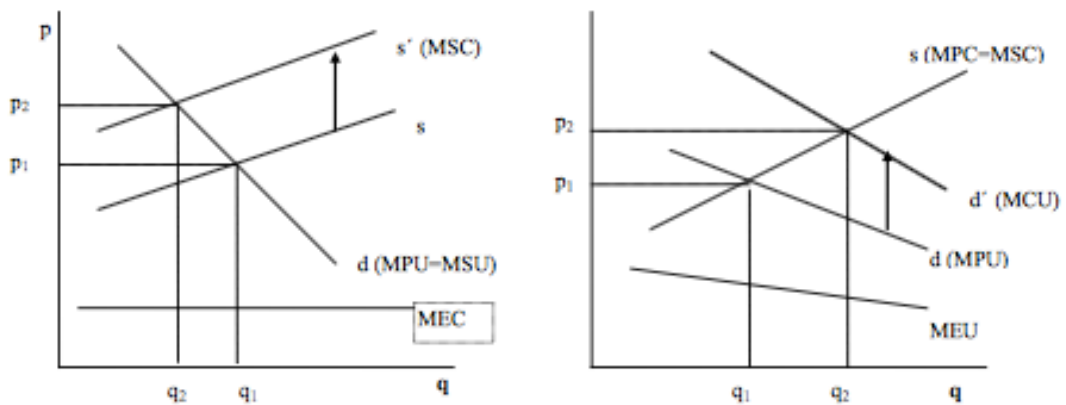 p
s´ (MSC)
p₂
s
p₁
d (MPU=MSU)
MEC
q₂
q₁
q
s (MPC=MSC)
p₂
p₁
d´ (MCU)
d (MPU)
MEU
q₁
q₂
q